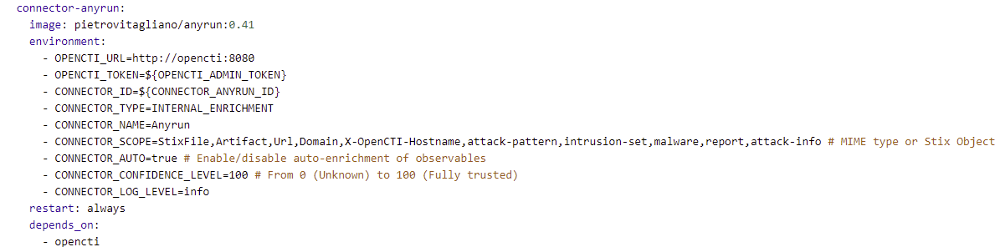 connector-anyrun:
image: pietrovitagliano/anyrun:0.41
environment:
- OPENCTI_URL=http://opencti:8080
- OPENCTI_TOKEN=${OPENCTI_ADMIN_TOKEN}
- CONNECTOR_ID=${CONNECTOR_ANYRUN_ID}
- CONNECTOR_TYPE=INTERNAL_ENRICHMENT
- CONNECTOR_NAME=Anyrun
- CONNECTOR_SCOPE=StixFile,Artifact,Url,Domain,X-OpenCTI-Hostname,attack-pattern,intrusion-set,malware,report,attack-info # MIME type or Stix Object
- CONNECTOR_AUTO=true # Enable/disable auto-enrichment of observables
- CONNECTOR_CONFIDENCE_LEVEL=100 # From 0 (Unknown) to 100 (Fully trusted)
- CONNECTOR_LOG_LEVEL=info
restart: always
depends_on:
- opencti